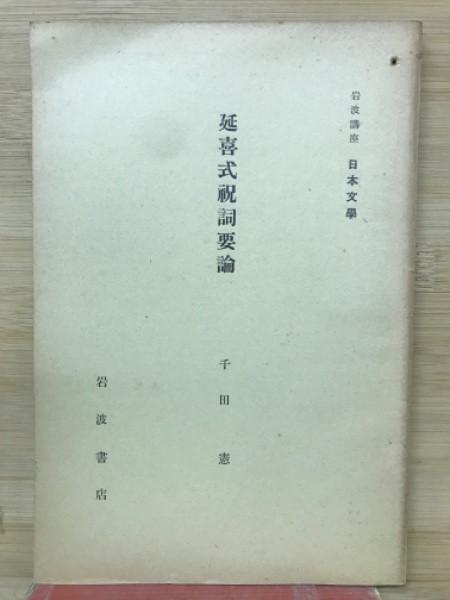 岩波講座 日本文學
延喜式祝詞要論
千田憲
岩波書店